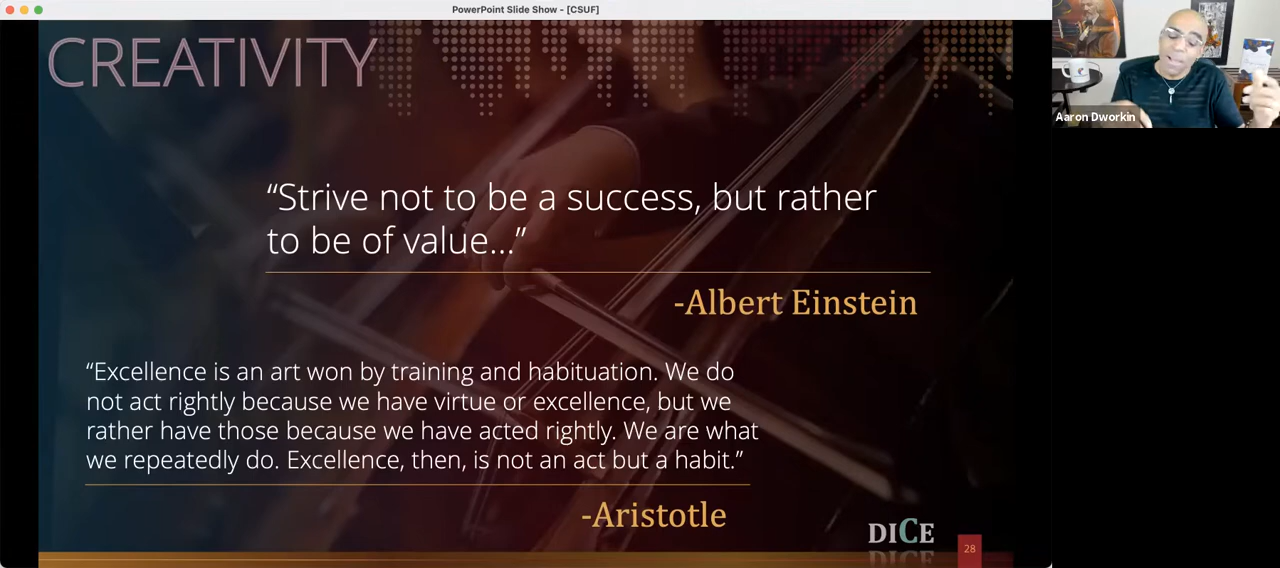 PowerPoint Slide Show - [CSUF]
CREATIVITY
“Strive not to be a success, but rather
to be of value...”
-Albert Einstein
“Excellence is an art won by training and habituation. We do
not act rightly because we have virtue or excellence, but we
rather have those because we have acted rightly. We are what
we repeatedly do. Excellence, then, is not an act but a habit.”
-Aristotle
DICE
28
Aaron Dworkin